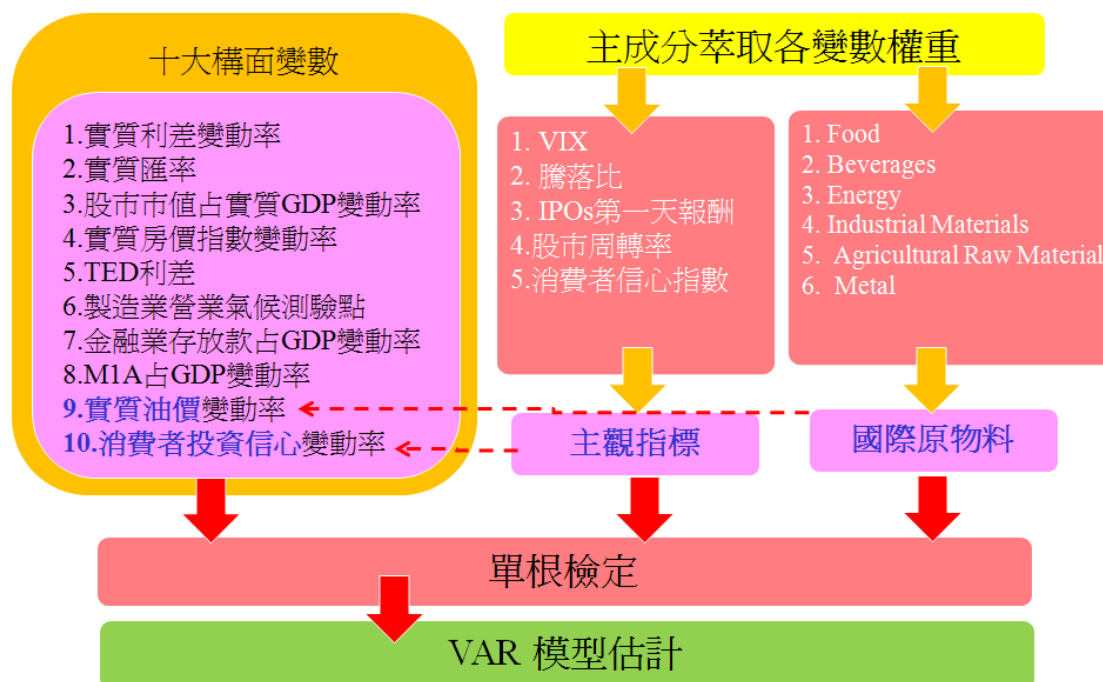 十大構面變數
1.實質利差變動率
2.實質匯率
3.股市市值占實質GDP變動率
4.實質房價指數變動率
5.TED利差
6.製造業營業氣候測驗點
7.金融業存放款占GDP變動率
8.M1A占GDP變動率
9.實質油價變動率
10.消費者投資信心變動率
主成分萃取各變數權重
1. VIX
2. 騰落比
3. IPOs第一天報酬
4.股市周轉率
5.消費者信心指數
1. Food
2. Beverages
3. Energy
4. Industrial Materials
5. Agricultural Raw Material
6. Metal
主觀指標
國際原物料
單根檢定
VAR 模型估計